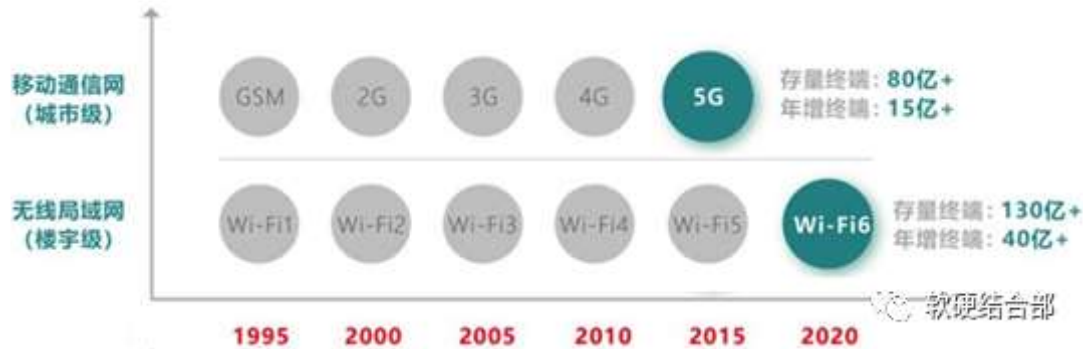 移动通信网
(城市级)
GSM
2G
3G
4G
5G
存量终端: 80亿+
年增终端: 15亿+
无线局域网
(楼宇级)
Wi-Fi1
Wi-Fi2
Wi-Fi3
Wi-Fi4
Wi-Fi5
Wi-Fi6
存量终端: 130亿+
年增终端: 40亿+
软硬结合部
1995 2000 2005 2010 2015 2020